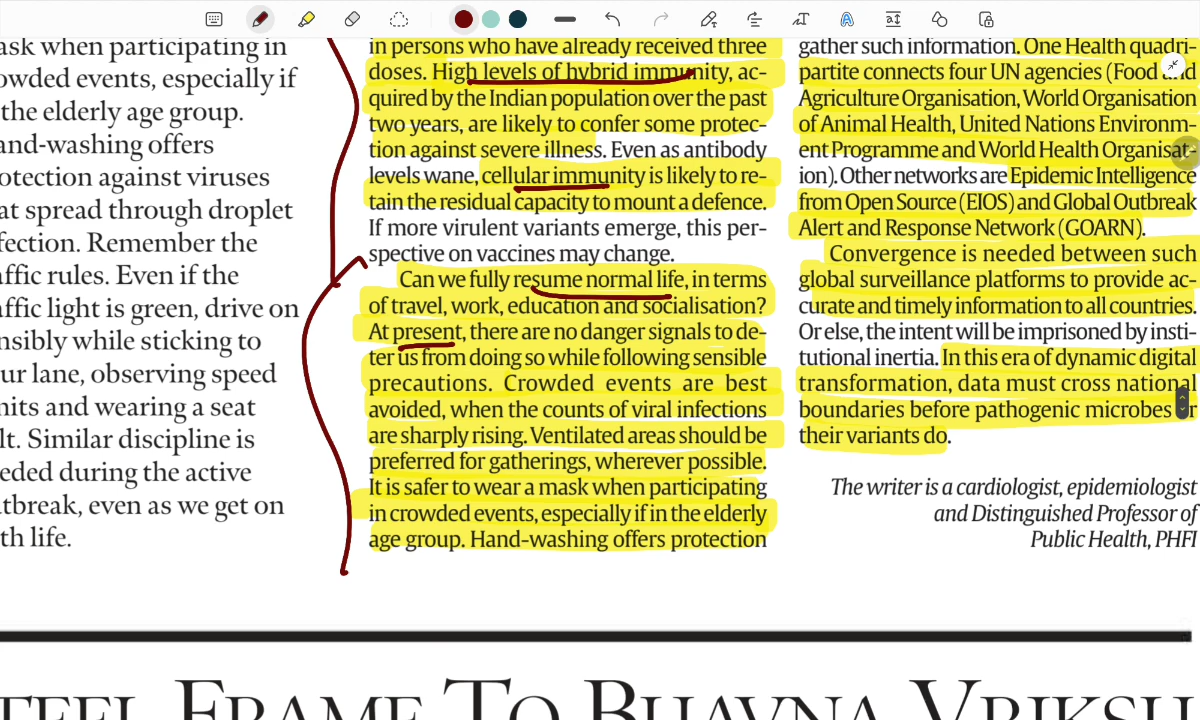 ask when participating in
owded events, especially if
the elderly age group.
and-washing offers
otection against viruses
at spread through droplet
fection. Remember the
affic rules. Even if the
affic light is green, drive on
nsibly while sticking to
ur lane, observing speed
nits and wearing a seat
lt. Similar discipline is
eded during the active
utbreak, even as we get on
th life.
in persons who have already received three
doses. High levels of hybrid immunity, ac-
quired by the Indian population over the past
two years, are likely to confer some protec-
tion against severe illness. Even as antibody
levels wane, cellular immunity is likely to re-
tain the residual capacity to mount a defence.
If more virulent variants emerge, this per-
spective on vaccines may change.
Can we fully resume normal life, in terms
of travel, work, education and socialisation?
At present, there are no danger signals to de-
ter us from doing so while following sensible
precautions. Crowded events are best
avoided, when the counts of viral infections
are sharply rising. Ventilated areas should be
preferred for gatherings, wherever possible.
It is safer to wear a mask when participating
in crowded events, especially if in the elderly
age group. Hand-washing offers protection
gather such information. One Health quadri-
partite connects four UN agencies (Food and
Agriculture Organisation, World Organisation
of Animal Health, United Nations Environm-
ent Programme and World Health Organisat-
ion). Other networks are Epidemic Intelligence
from Open Source (EIOS) and Global Outbreak
Alert and Response Network (GOARN).
Convergence is needed between such
global surveillance platforms to provide ac-
curate and timely information to all countries.
Or else, the intent will be imprisoned by insti-
tutional inertia. In this era of dynamic digital
transformation, data must cross national
boundaries before pathogenic microbes or
their variants do.
The writer is a cardiologist, epidemiologist
and Distinguished Professor of
Public Health, PHFI
TEEL FRAME TO BHAVNA VRIKSH